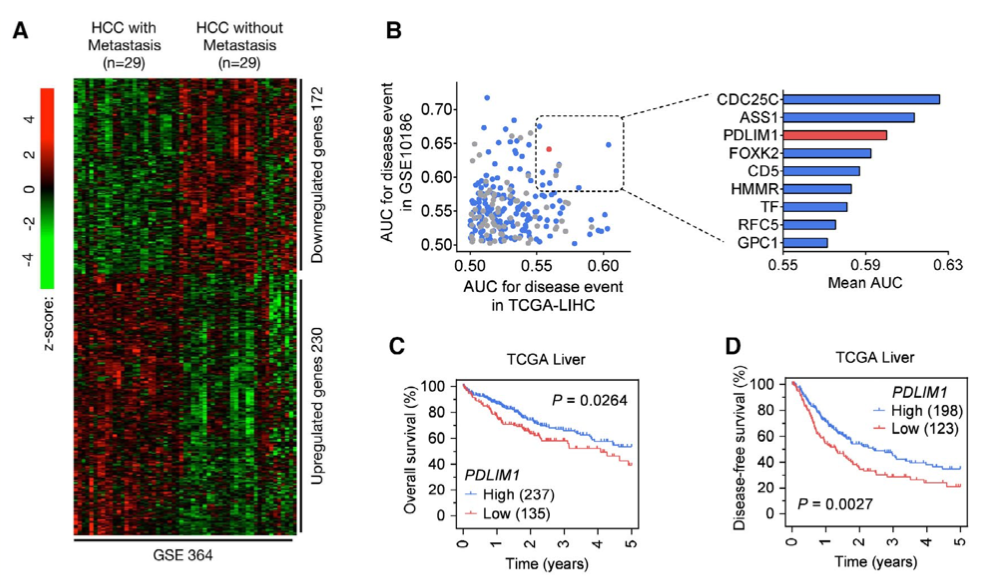 A
HCC with
Metastasis
(n=29)
HCC without
Metastasis
(n=29)
z-score:
4
2
0
-2
-4
Downregulated genes 172
Upregulated genes 230
GSE 364
B
AUC for disease event
in GSE10186
0.70
0.65
0.60
0.55
0.50
0.50
0.55
0.60
AUC for disease event
in TCGA-LIHC
CDC25C
ASS1
PDLIM1
FOXK2
CD5
HMMR
TF
RFC5
GPC1
0.55
0.59
0.63
Mean AUC
C
TCGA Liver
Overall survival (%)
100
80
60
40
20
0
P = 0.0264
PDLIM1
High (237)
Low (135)
0
1
2
3
4
5
Time (years)
D
TCGA Liver
Disease-free survival (%)
100
80
60
40
20
0
PDLIM1
High (198)
Low (123)
P = 0.0027
0
1
2
3
4
5
Time (years)